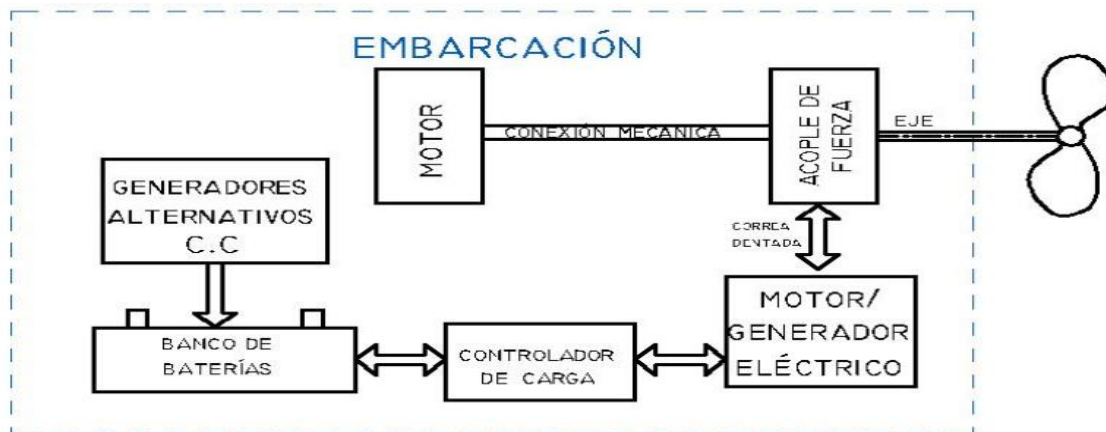 EMBARCACIÓN
MOTOR
CONEXIÓN MECÁNICA
ACOPLE DE
FUERZA
EJE
GENERADORES
ALTERNATIVOS
C.C
CORREA
DENTADA
MOTOR/
GENERADOR
ELÉCTRICO
BANCO DE
BATERÍAS
CONTROLADOR
DE CARGA